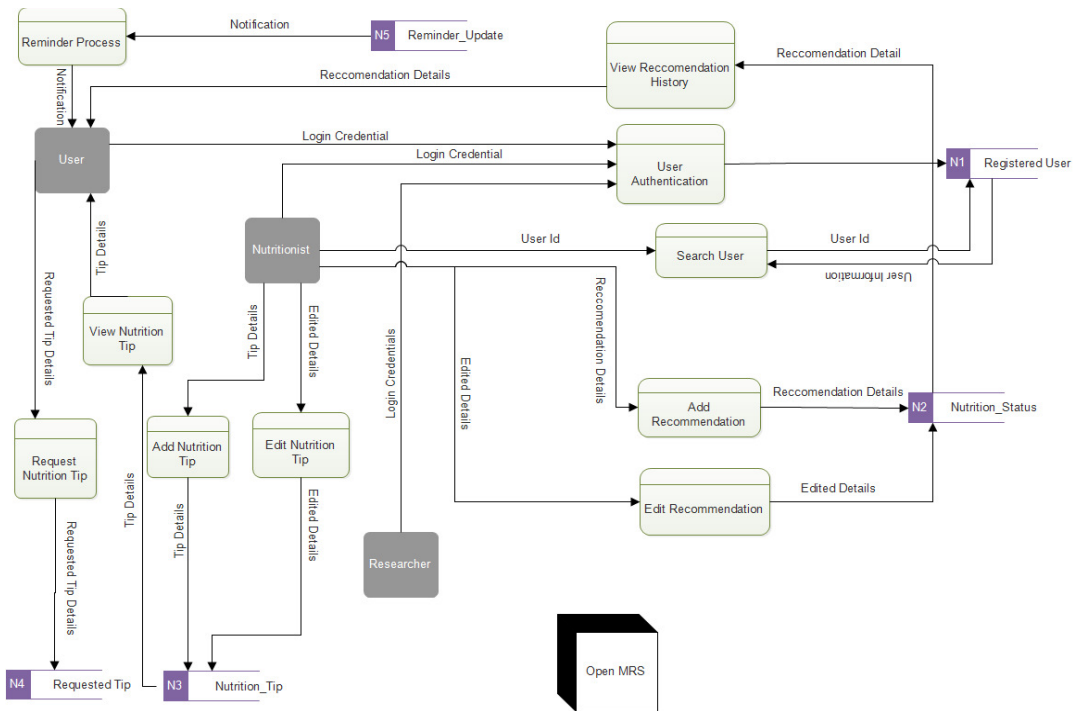 Notification
N5 Reminder_Update
Reminder Process
Reccomendation Details
View Reccomendation
History
Reccomendation Detail
Notification
User
Login Credential
Login Credential
User
Authentication
N1 Registered User
Nutritionist
User Id
Search User
User Id
User Information
Tip Details
Requested Tip Details
View Nutrition
Tip
Tip Details
Edited Details
Login Credentials
Edited Details
Reccomendation Details
Add
Recommendation
Reccomendation Details
N2 Nutrition_Status
Request
Nutrition Tip
Add Nutrition
Tip
Edit Nutrition
Tip
Edit Recommendation
Edited Details
Requested Tip Details
Tip Details
Tip Details
Edited Details
Researcher
N4 Requested Tip
N3 Nutrition_Tip
Open MRS